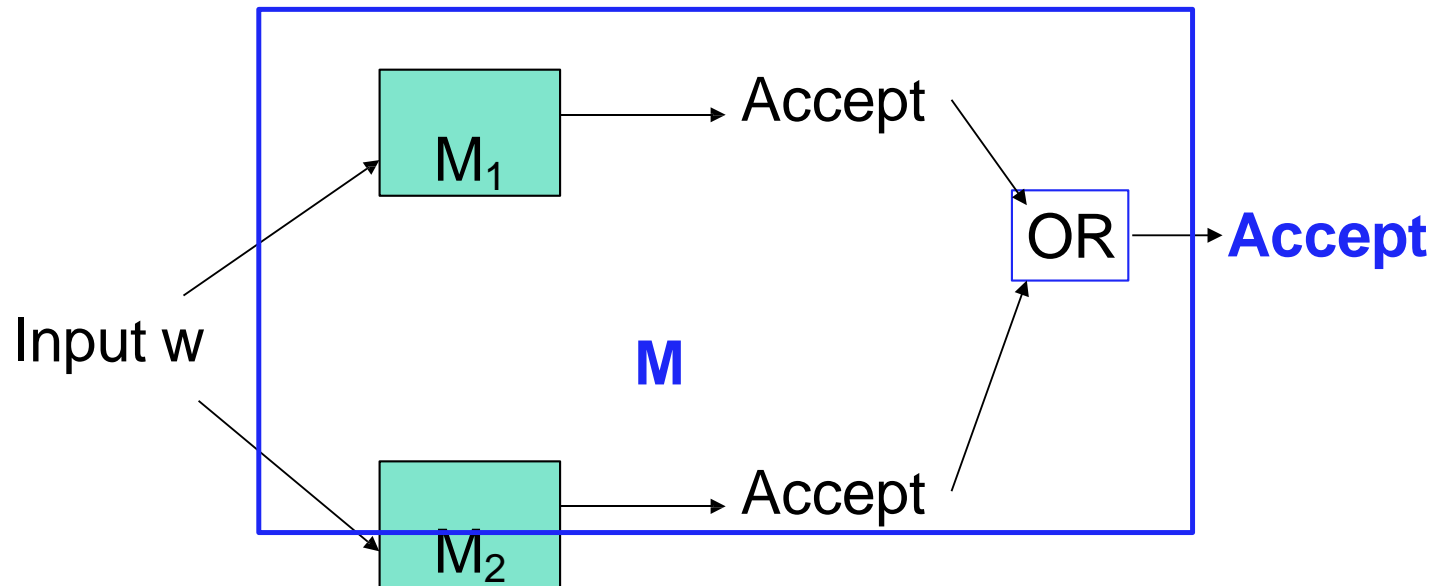 Accept
M₁
OR
Accept
Input w
M
Accept
M₂